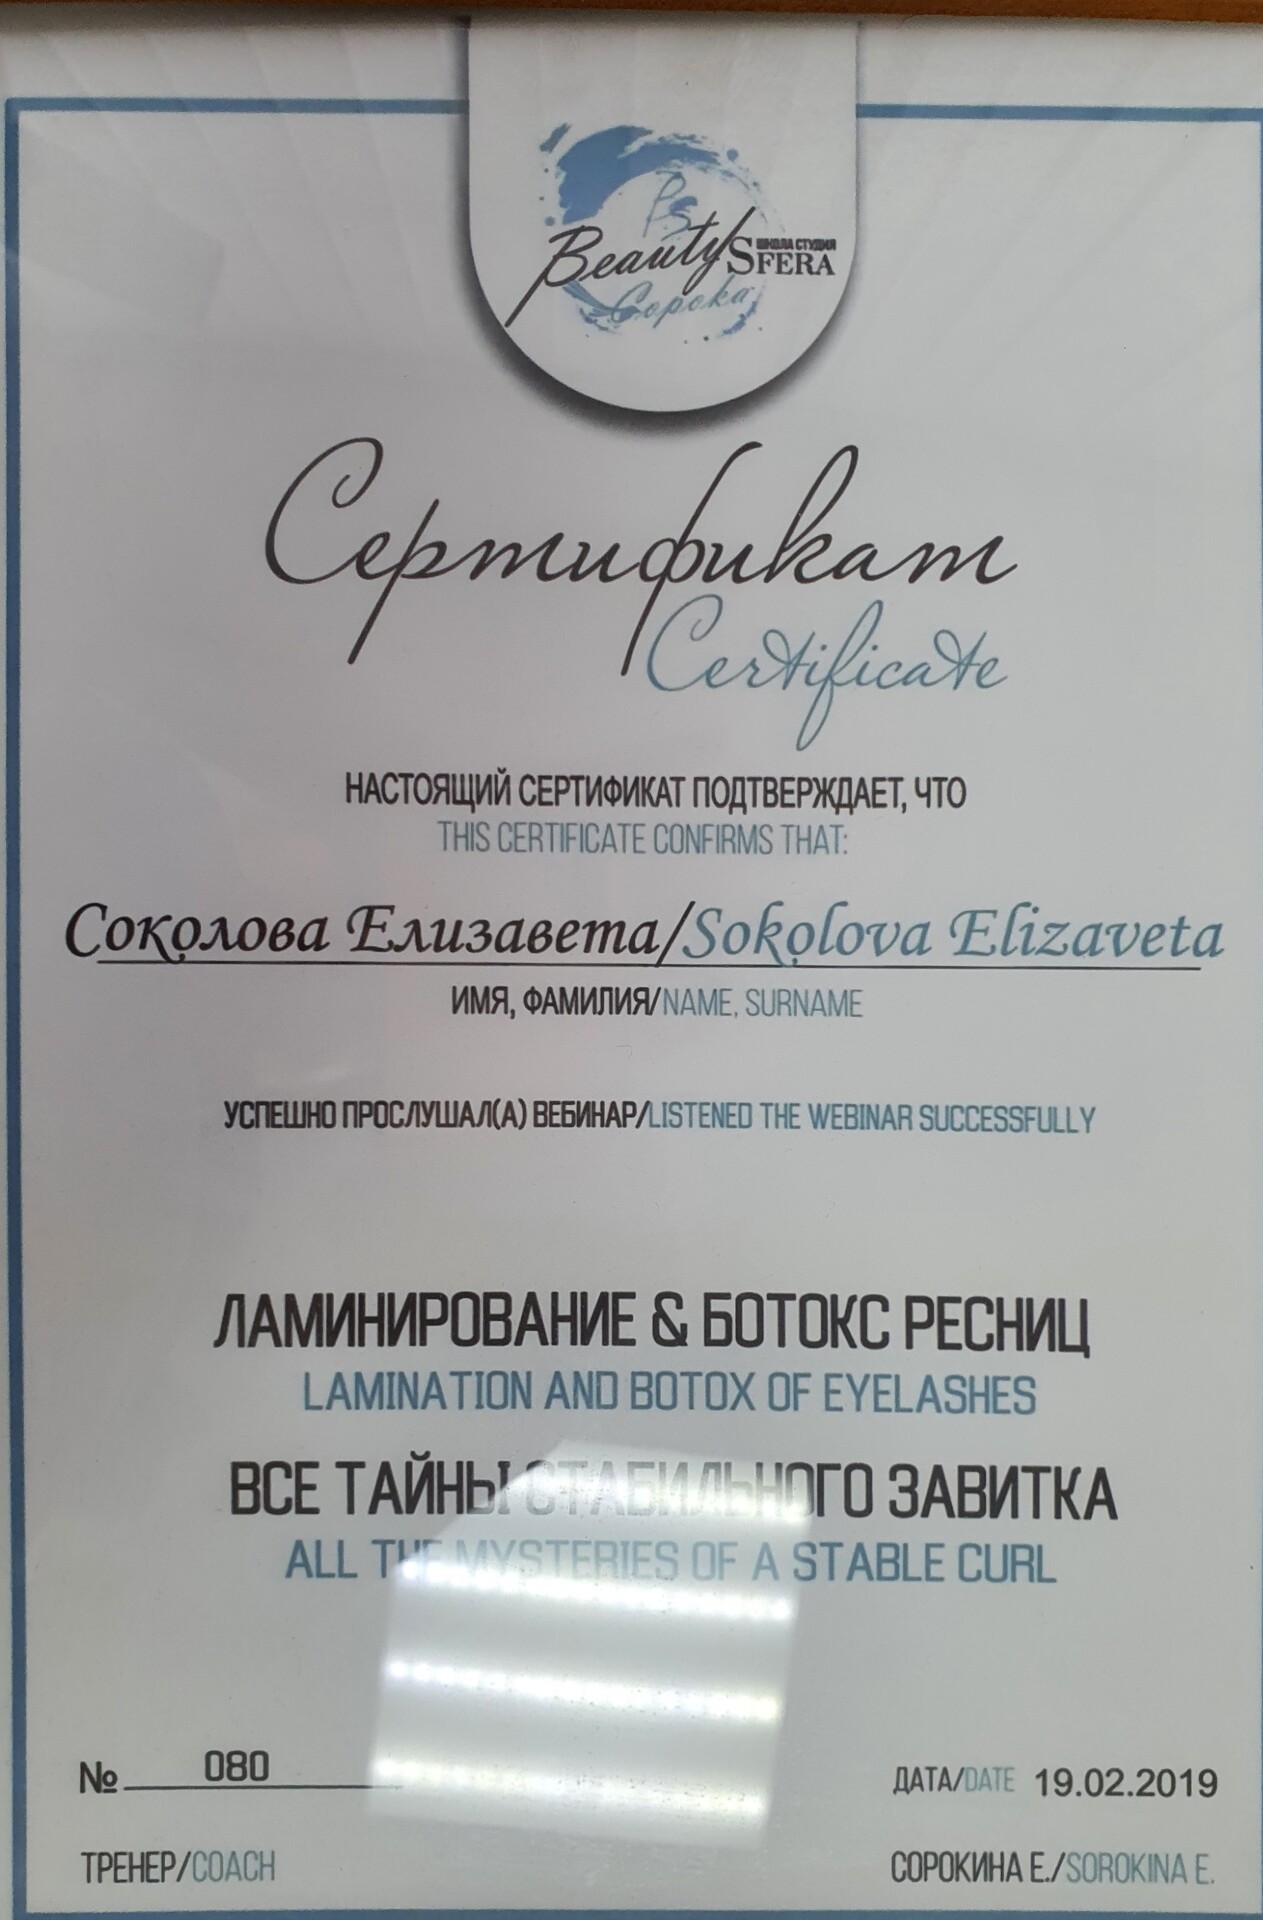 BS
Beauty ШКОЛА СТУДИЯ
SFERA
Сорока
Сертификат
Certificate
НАСТОЯЩИЙ СЕРТИФИКАТ ПОДТВЕРЖДАЕТ, ЧТО
THIS CERTIFICATE CONFIRMS THAT:
Соколова Елизавета/Sokolova Elizaveta
ИМЯ, ФАМИЛИЯ/NAME, SURNAME
УСПЕШНО ПРОСЛУШАЛ(А) ВЕБИНАР/LISTENED THE WEBINAR SUCCESSFULLY
ЛАМИНИРОВАНИЕ & БОТОКС РЕСНИЦ
LAMINATION AND BOTOX OF EYELASHES
ВСЕ ТАЙНЫ СТАБИЛЬНОГО ЗАВИТКА
ALL THE MYSTERIES OF A STABLE CURL
№ 080 ДАТА/DATE 19.02.2019
ТРЕНЕР/COACH СОРОКИНА Е./SOROKINA E.